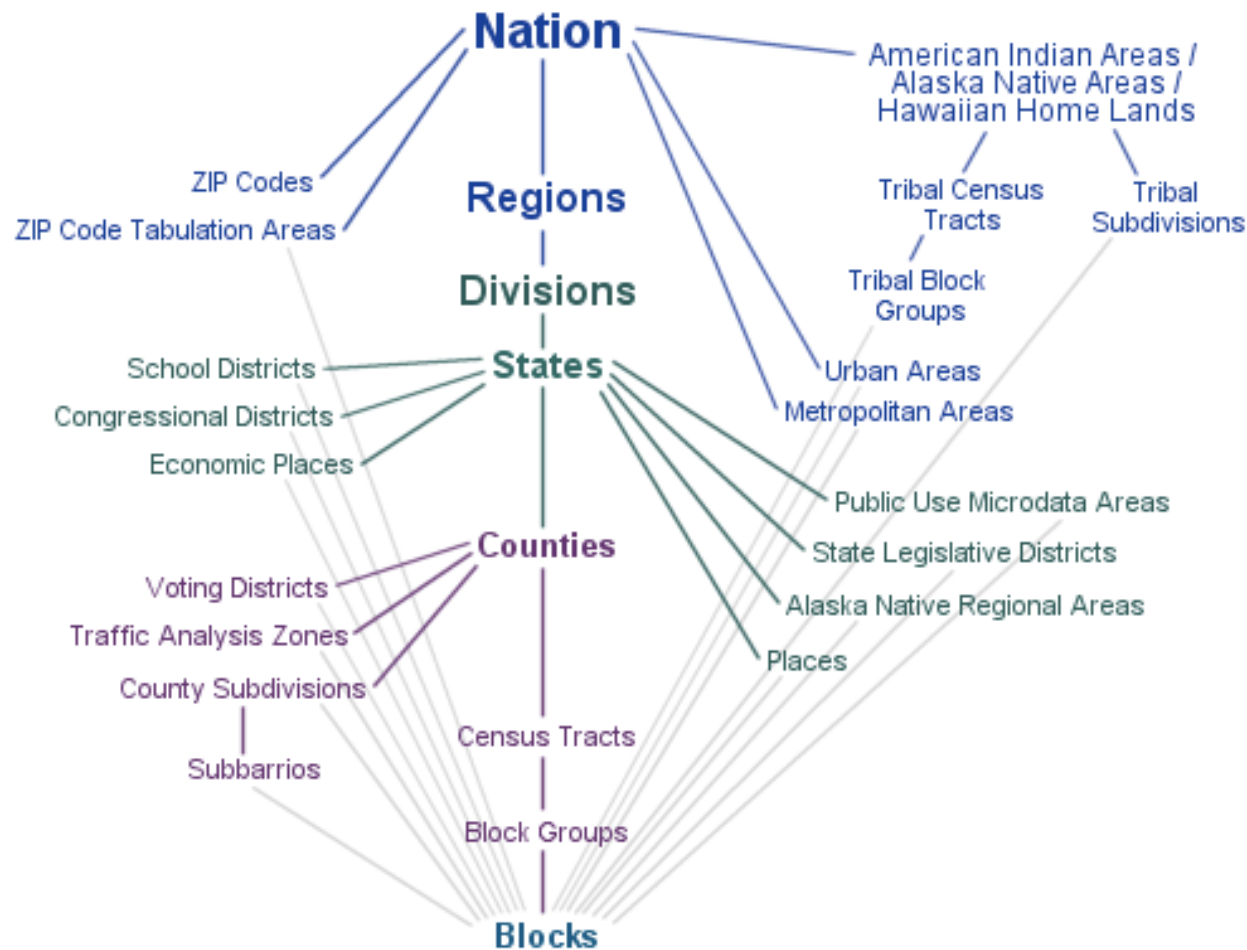 Nation
American Indian Areas /
Alaska Native Areas /
Hawaiian Home Lands
ZIP Codes
Regions
Tribal Census
Tracts
Tribal
Subdivisions
ZIP Code Tabulation Areas
Divisions
Tribal Block
Groups
School Districts
States
Urban Areas
Congressional Districts
Metropolitan Areas
Economic Places
Public Use Microdata Areas
Counties
State Legislative Districts
Voting Districts
Alaska Native Regional Areas
Traffic Analysis Zones
Places
County Subdivisions
Census Tracts
Subbarrios
Block Groups
Blocks